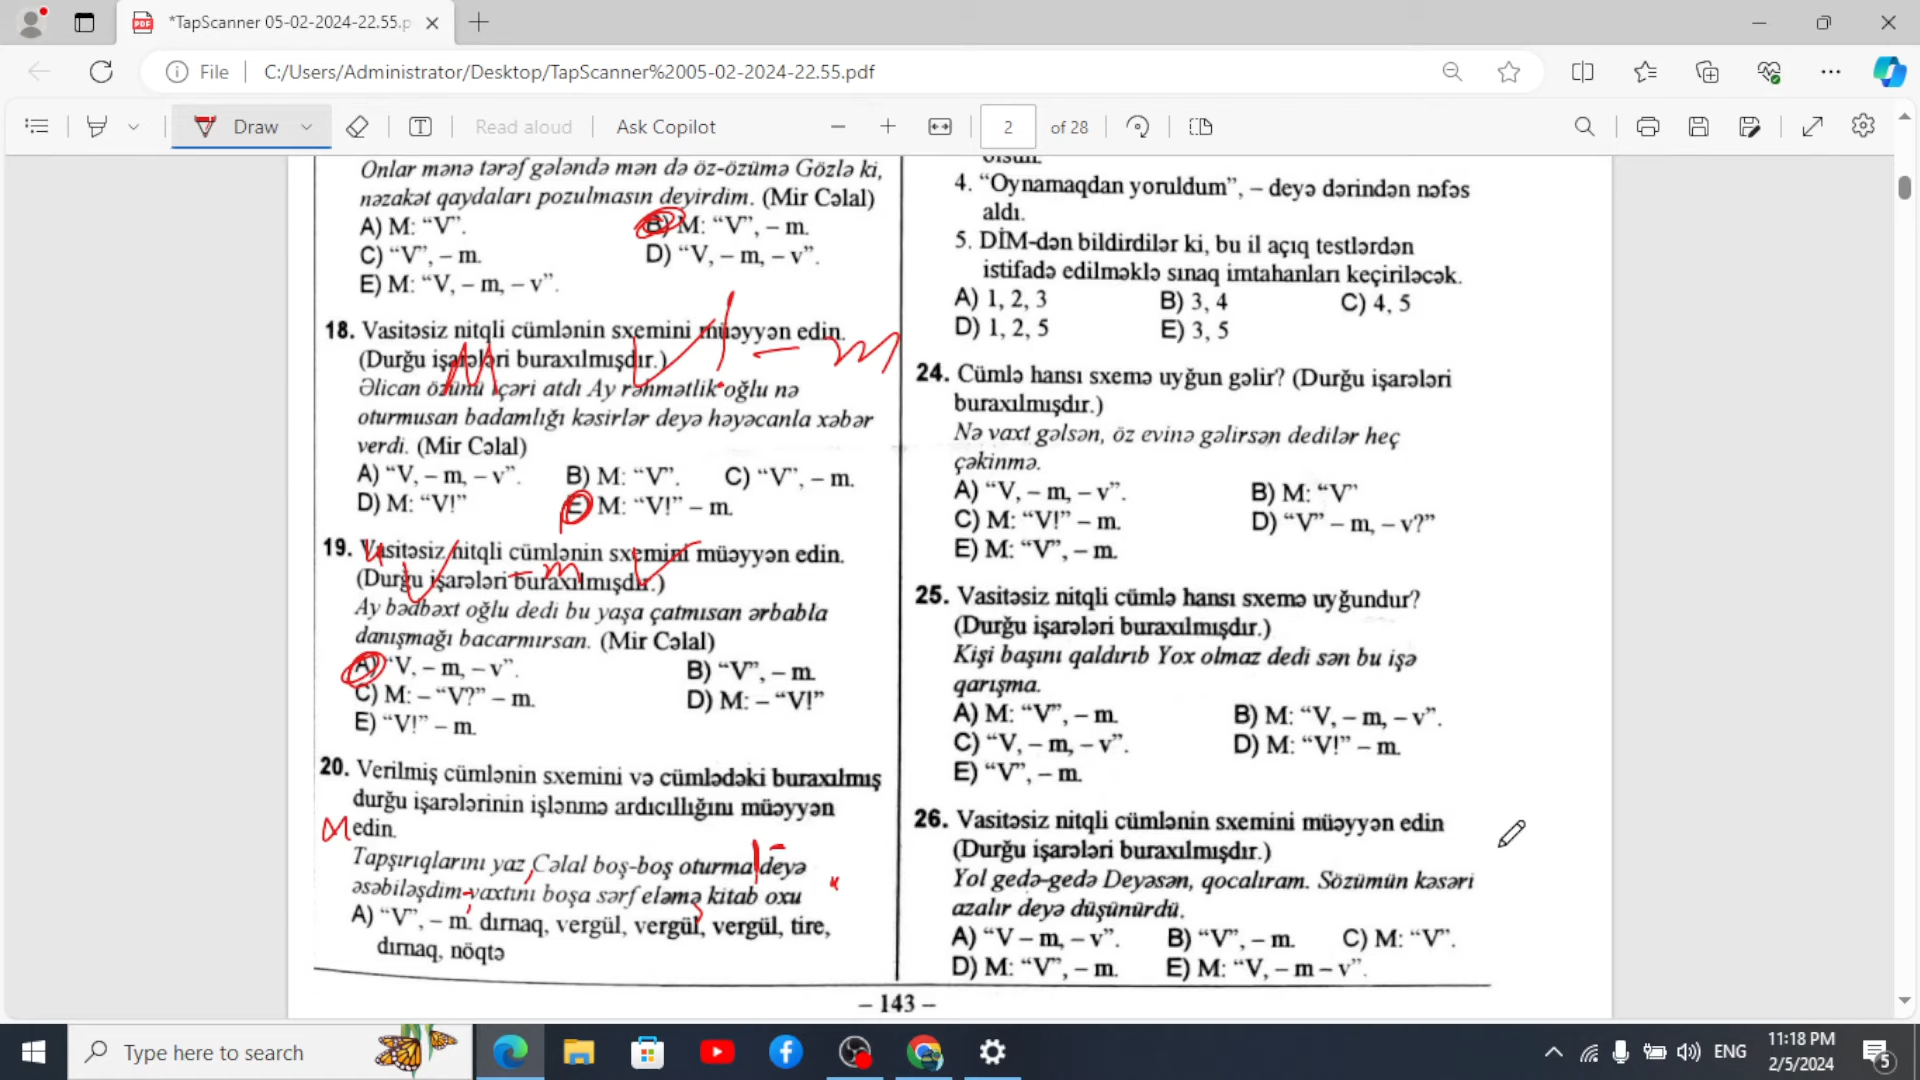 *TapScanner 05-02-2024-22.55.p
File
C:/Users/Administrator/Desktop/TapScanner%2005-02-2024-22.55.pdf
Draw
Read aloud
Ask Copilot
2
of 28
Onlar mənə tərəf gələndə mən də öz-özümə Gözlə ki,
nəzakət qaydaları pozulmasın deyirdim. (Mir Cəlal)
A) M: “V”.
B) M: “V”, – m.
C) “V”, – m.
D) “V, – m, – v”.
E) M: “V, – m, – v”.
18. Vasitəsiz nitqli cümlənin sxemini müəyyən edin.
(Durğu işarələri buraxılmışdır.)
M V! – m
Əlican özünü içəri atdı Ay rəhmətlik oğlu nə
oturmusan badamlığı kəsirlər deyə həyəcanla xəbər
verdi. (Mir Cəlal)
A) “V, – m, – v”.
B) M: “V”.
C) “V”, – m.
D) M: “V!”
E) M: “V!” – m.
19. Vasitəsiz nitqli cümlənin sxemini müəyyən edin.
(Durğu işarələri buraxılmışdır.)
V – m V
Ay bədbəxt oğlu dedi bu yaşa çatmısan ərbabla
danışmağı bacarmırsan. (Mir Cəlal)
A) “V, – m, – v”.
B) “V”, – m.
C) M: – “V?” – m.
D) M: – “V!”
E) “V!” – m.
20. Verilmiş cümlənin sxemini və cümlədəki buraxılmış
durğu işarələrinin işlənmə ardıcıllığını müəyyən
edin.
Tapşırıqlarını yaz, Cəlal boş-boş oturma deyə
əsəbiləşdim vaxtını boşa sərf eləmə kitab oxu
A) “V”, – m. dırnaq, vergül, vergül, vergül, tire,
dırnaq, nöqtə
olsun.
4. “Oynamaqdan yoruldum”, – deyə dərindən nəfəs
aldı.
5. DİM-dən bildirdilər ki, bu il açıq testlərdən
istifadə edilməklə sınaq imtahanları keçiriləcək.
A) 1, 2, 3
B) 3, 4
C) 4, 5
D) 1, 2, 5
E) 3, 5
24. Cümlə hansı sxemə uyğun gəlir? (Durğu işarələri
buraxılmışdır.)
Nə vaxt gəlsən, öz evinə gəlirsən dedilər heç
çəkinmə.
A) “V, – m, – v”.
B) M: “V”
C) M: “V!” – m.
D) “V” – m, – v?”
E) M: “V”, – m.
25. Vasitəsiz nitqli cümlə hansı sxemə uyğundur?
(Durğu işarələri buraxılmışdır.)
Kişi başını qaldırıb Yox olmaz dedi sən bu işə
qarışma.
A) M: “V”, – m.
B) M: “V, – m, – v”.
C) “V, – m, – v”.
D) M: “V!” – m.
E) “V”, – m.
26. Vasitəsiz nitqli cümlənin sxemini müəyyən edin
(Durğu işarələri buraxılmışdır.)
Yol gedə-gedə Deyəsən, qocalıram. Sözümün kəsəri
azalır deyə düşünürdü.
A) “V – m, – v”.
B) “V”, – m.
C) M: “V”.
D) M: “V”, – m.
E) M: “V, – m – v”.
– 143 –
Type here to search
ENG
11:18 PM
2/5/2024
5